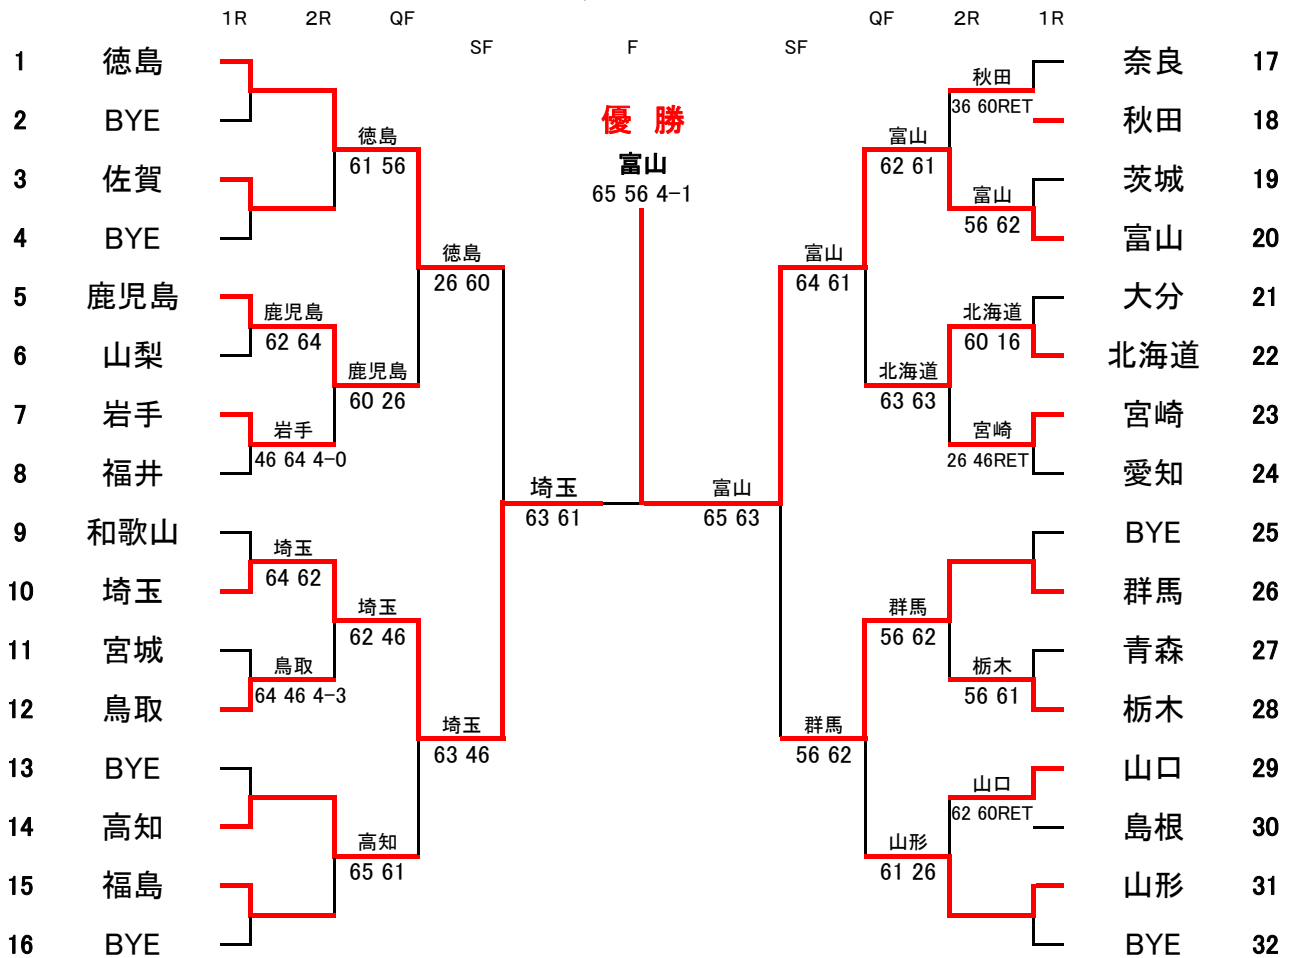 1R 2R QF QF 2R 1R
SF F SF
1 徳島 奈良 17
秋田
36 60RET
優 勝
2 BYE 秋田 18
徳島 富山
61 56 富山 62 61
3 佐賀 茨城 19
65 56 4-1 富山
56 62
4 BYE 富山 20
徳島 富山
26 60 64 61
5 鹿児島 大分 21
鹿児島 北海道
62 64 60 16
6 山梨 北海道 22
鹿児島 北海道
60 26 63 63
7 岩手 宮崎 23
岩手 宮崎
46 64 4-0 26 46RET
8 福井 愛知 24
埼玉 富山
63 61 65 63
9 和歌山 BYE 25
埼玉
64 62
10 埼玉 群馬 26
埼玉 群馬
62 46 56 62
11 宮城 青森 27
鳥取 栃木
64 46 4-3 56 61
12 鳥取 栃木 28
埼玉 群馬
63 46 56 62
13 BYE 山口 29
山口
62 60RET
14 高知 島根 30
高知 山形
65 61 61 26
15 福島 山形 31
16 BYE BYE 32